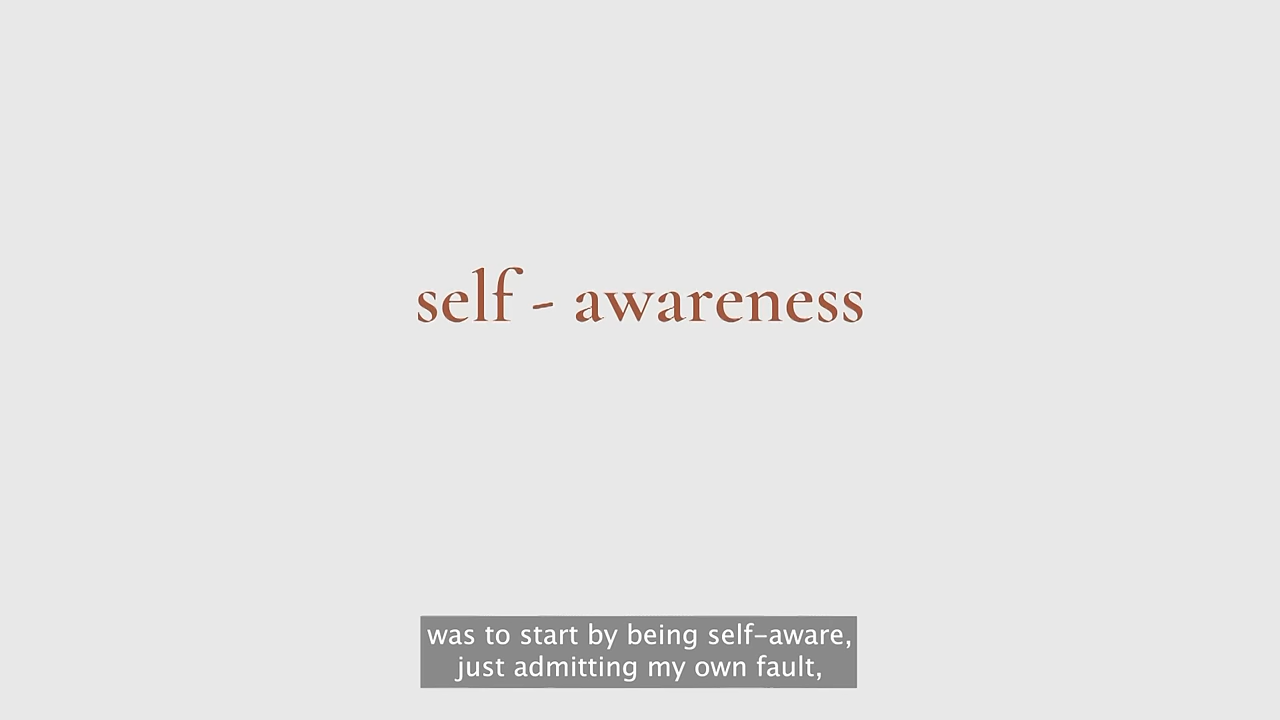 self - awareness
was to start by being self-aware,
just admitting my own fault,